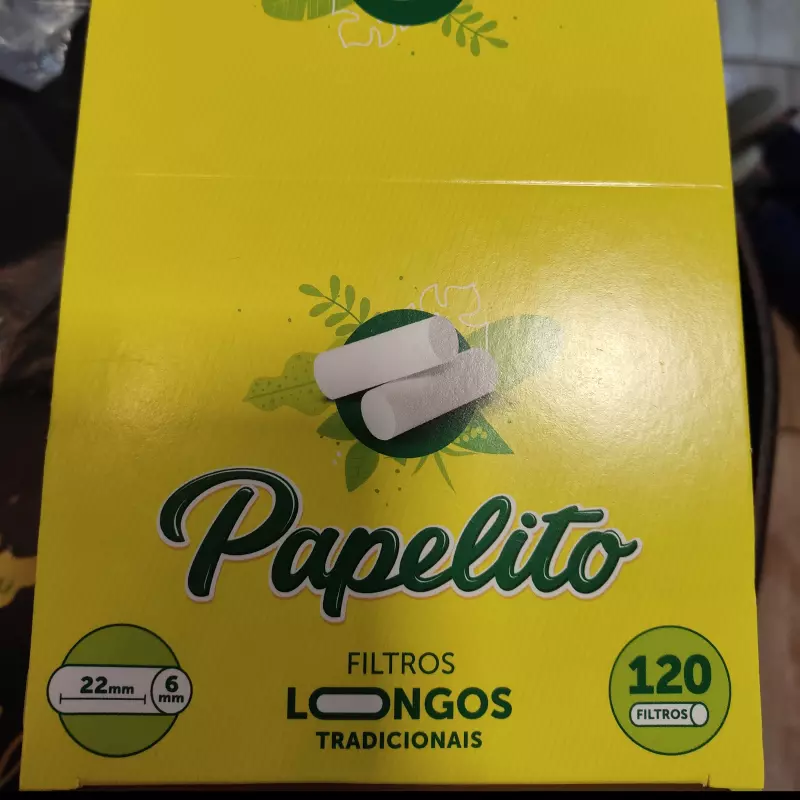 Papelito
22mm
6
mm
FILTROS
LONGOS
TRADICIONAIS
120
FILTROS